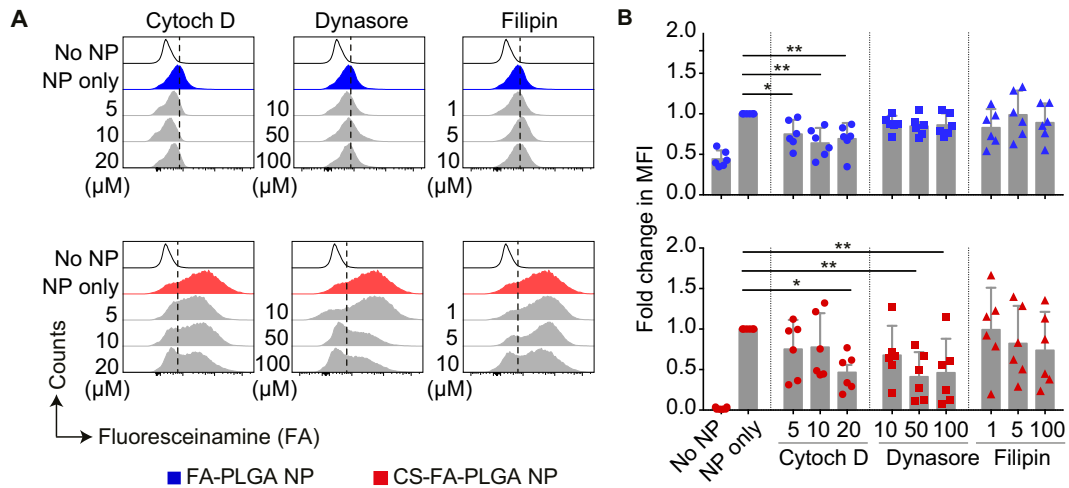 A
Cytoch D
Dynasore
Filipin
No NP
NP only
5
10
20
(µM)
10
50
100
(µM)
1
5
10
(µM)
No NP
NP only
5
10
20
(µM)
10
50
100
(µM)
1
5
10
(µM)
Counts
Fluoresceinamine (FA)
FA-PLGA NP
CS-FA-PLGA NP
B
Fold change in MFI
2.0
1.5
1.0
0.5
0.0
**
**
*
2.0
1.5
1.0
0.5
0.0
**
**
*
No NP
NP only
5 10 20
10 50 100
1 5 100
Cytoch D
Dynasore
Filipin